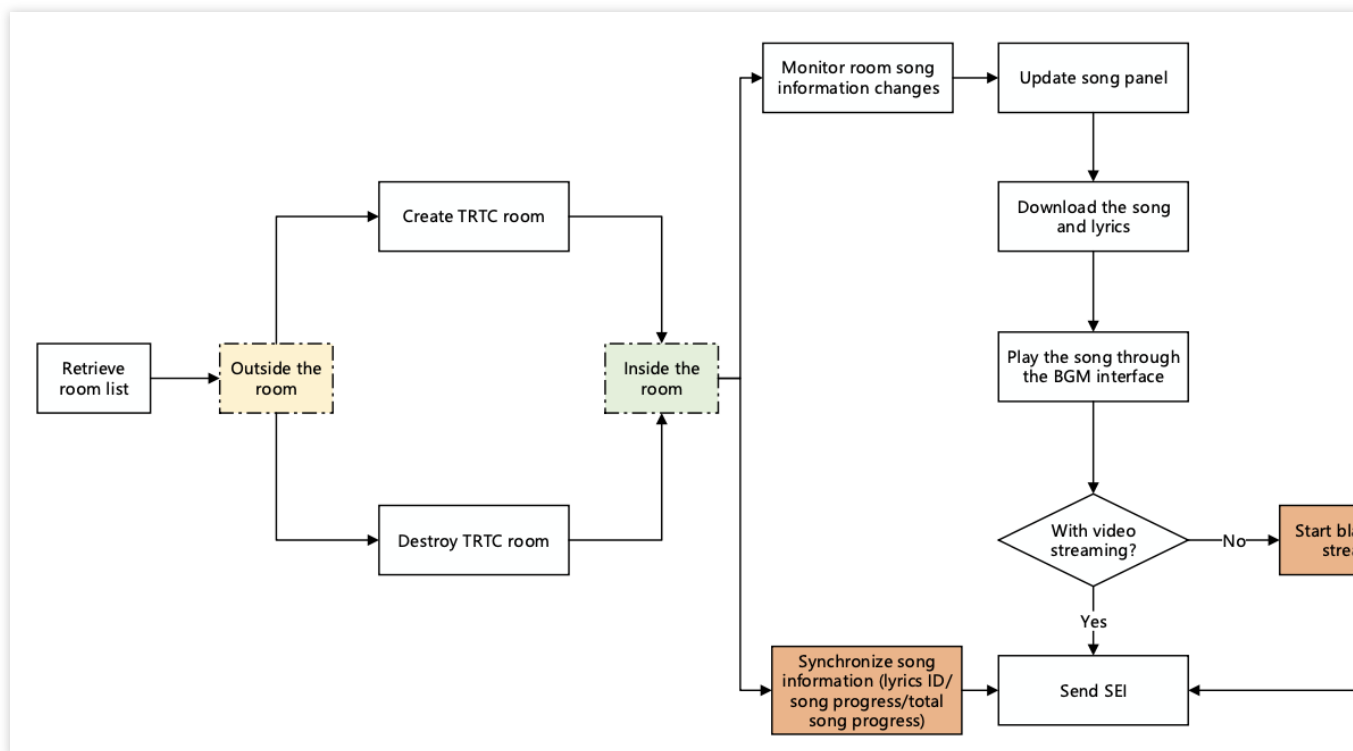 Monitor room song
information changes
Update song panel
Create TRTC room
Download the song
and lyrics
Retrieve
room list
Outside the
room
Inside the
room
Play the song through
the BGM interface
Destroy TRTC room
With video
streaming?
No
Start
Yes
Synchronize song
information (lyrics ID/
song progress/total
song progress)
Send SEI